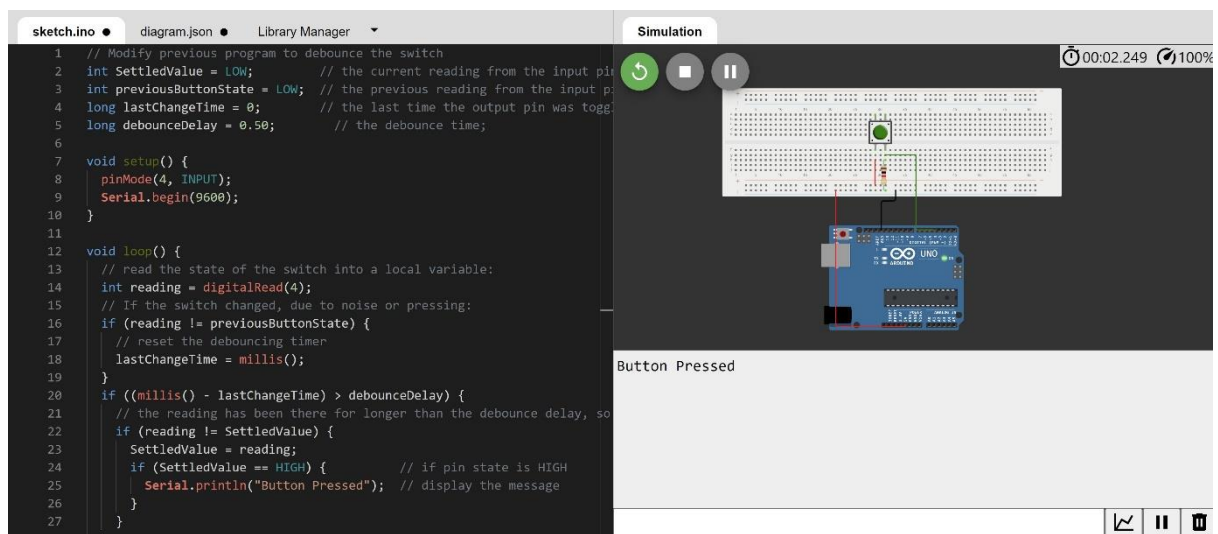 sketch.ino ● diagram.json ● Library Manager
Simulation
1 // Modify previous program to debounce the switch
2 int SettledValue = LOW; // the current reading from the input pi
3 int previousButtonState = LOW; // the previous reading from the input p
4 long lastChangeTime = 0; // the last time the output pin was togg
5 long debounceDelay = 0.50; // the debounce time;
6
7 void setup() {
8 pinMode(4, INPUT);
9 Serial.begin(9600);
10 }
11
12 void loop() {
13 // read the state of the switch into a local variable:
14 int reading = digitalRead(4);
15 // If the switch changed, due to noise or pressing:
16 if (reading != previousButtonState) {
17 // reset the debouncing timer
18 lastChangeTime = millis();
19 }
20 if ((millis() - lastChangeTime) > debounceDelay) {
21 // the reading has been there for longer than the debounce delay, so
22 if (reading != SettledValue) {
23 SettledValue = reading;
24 if (SettledValue == HIGH) { // if pin state is HIGH
25 Serial.println("Button Pressed"); // display the message
26 }
27 }
00:02.249 100%
UNO
ARDUINO
Button Pressed